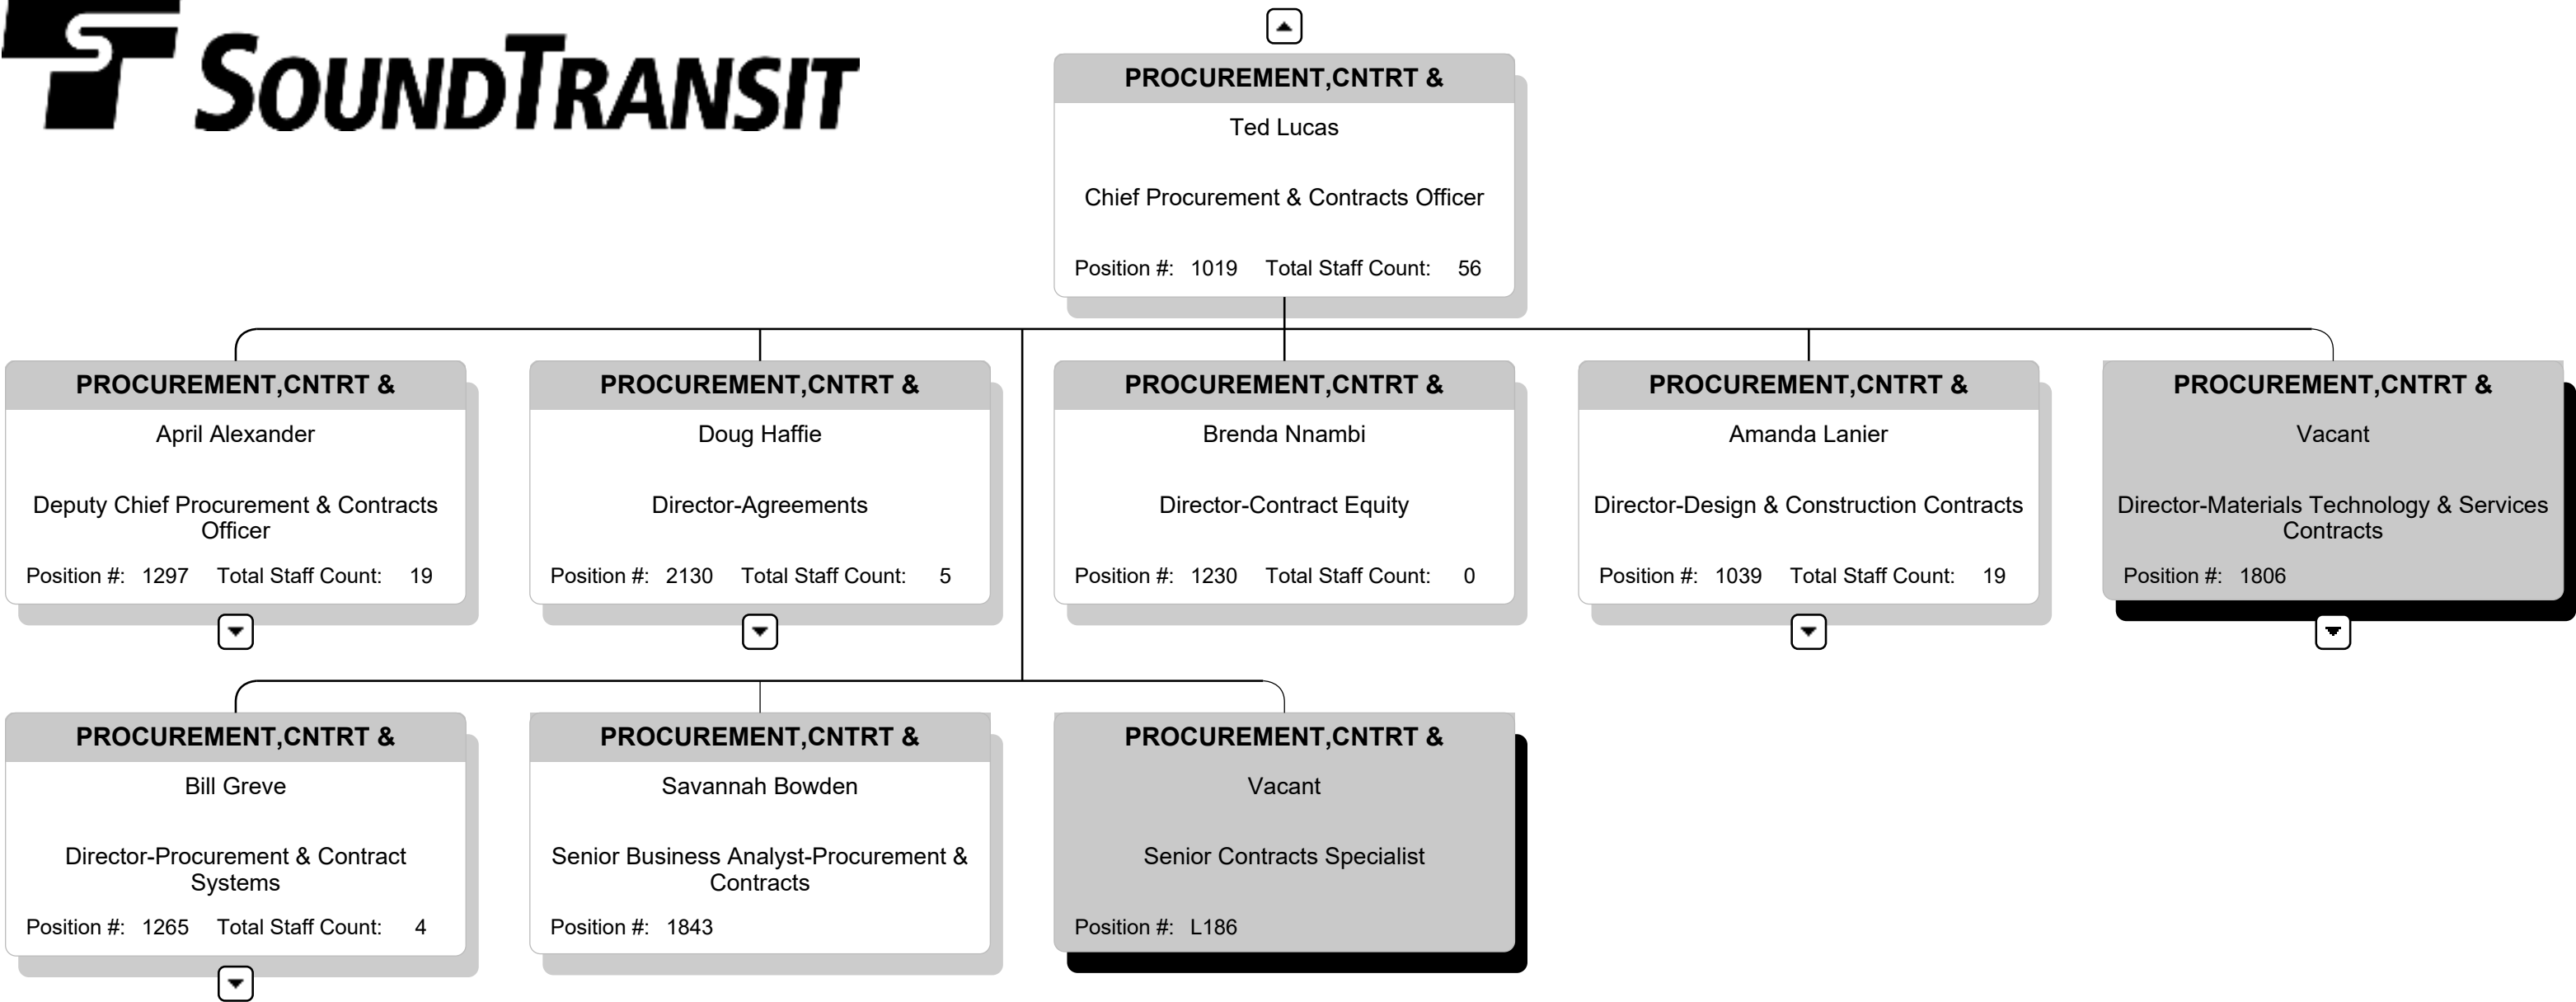 SOUNDTRANSIT
PROCUREMENT,CNTRT &
Ted Lucas
Chief Procurement & Contracts Officer
Position #: 1019 Total Staff Count: 56
PROCUREMENT,CNTRT &
April Alexander
Deputy Chief Procurement & Contracts
Officer
Position #: 1297 Total Staff Count: 19
PROCUREMENT,CNTRT &
Doug Haffie
Director-Agreements
Position #: 2130 Total Staff Count: 5
PROCUREMENT,CNTRT &
Brenda Nnambi
Director-Contract Equity
Position #: 1230 Total Staff Count: 0
PROCUREMENT,CNTRT &
Amanda Lanier
Director-Design & Construction Contracts
Position #: 1039 Total Staff Count: 19
PROCUREMENT,CNTRT &
Vacant
Director-Materials Technology & Services
Contracts
Position #: 1806
PROCUREMENT,CNTRT &
Bill Greve
Director-Procurement & Contract
Systems
Position #: 1265 Total Staff Count: 4
PROCUREMENT,CNTRT &
Savannah Bowden
Senior Business Analyst-Procurement &
Contracts
Position #: 1843
PROCUREMENT,CNTRT &
Vacant
Senior Contracts Specialist
Position #: L186